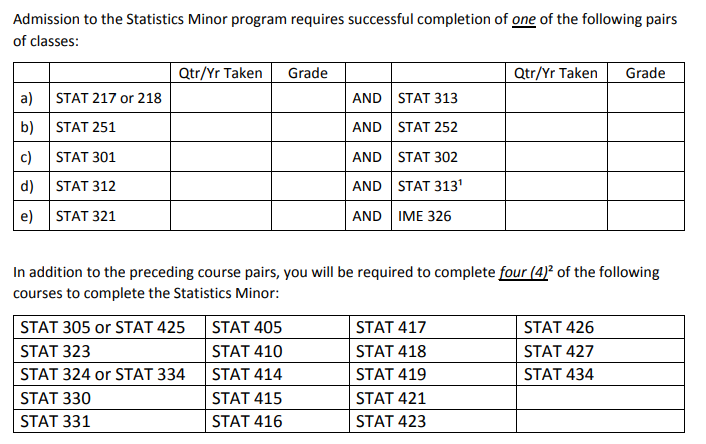 Admission to the Statistics Minor program requires successful completion of one of the following pairs
of classes:
Qtr/Yr Taken Grade Qtr/Yr Taken Grade
a) STAT 217 or 218 AND STAT 313
b) STAT 251 AND STAT 252
c) STAT 301 AND STAT 302
d) STAT 312 AND STAT 313¹
e) STAT 321 AND IME 326
In addition to the preceding course pairs, you will be required to complete four (4)² of the following
courses to complete the Statistics Minor:
STAT 305 or STAT 425 STAT 405 STAT 417 STAT 426
STAT 323 STAT 410 STAT 418 STAT 427
STAT 324 or STAT 334 STAT 414 STAT 419 STAT 434
STAT 330 STAT 415 STAT 421
STAT 331 STAT 416 STAT 423